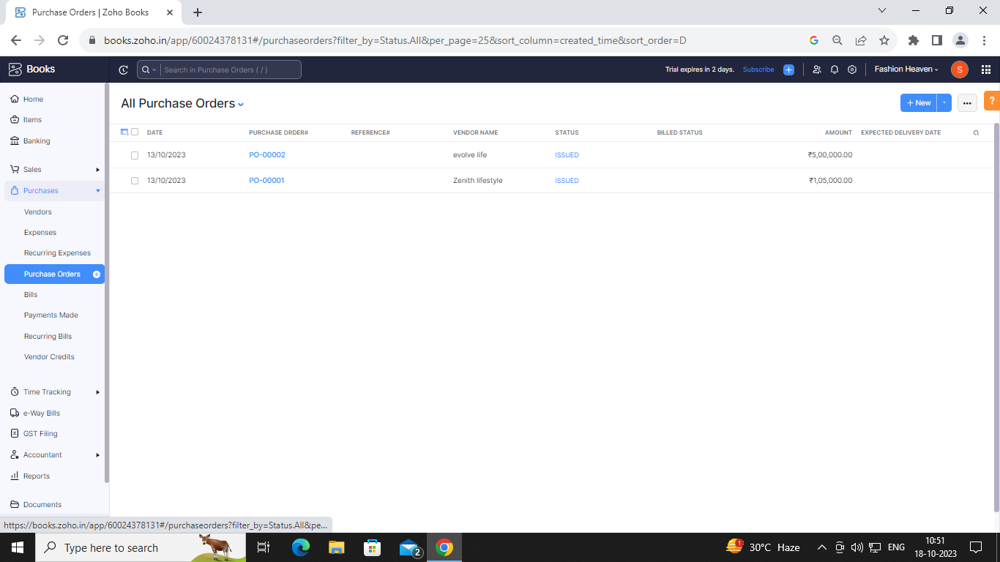 Purchase Orders | Zoho Books
books.zoho.in/app/60024378131#/purchaseorders?filter_by=Status.All&per_page=25&sort_column=created_time&sort_order=D
Books
Search in Purchase Orders ( / )
Trial expires in 2 days. Subscribe
Fashion Heaven
S
Home
Items
Banking
Sales
Purchases
Vendors
Expenses
Recurring Expenses
Purchase Orders
Bills
Payments Made
Recurring Bills
Vendor Credits
Time Tracking
e-Way Bills
GST Filing
Accountant
Reports
Documents
All Purchase Orders
+ New
?
DATE PURCHASE ORDER# REFERENCE# VENDOR NAME STATUS BILLED STATUS AMOUNT EXPECTED DELIVERY DATE
13/10/2023 PO-00002 evolve life ISSUED ₹5,00,000.00
13/10/2023 PO-00001 Zenith lifestyle ISSUED ₹1,05,000.00
https://books.zoho.in/app/60024378131#/purchaseorders?filter_by=Status.All&pe...
Type here to search
2
1
30°C Haze
ENG
10:51
18-10-2023